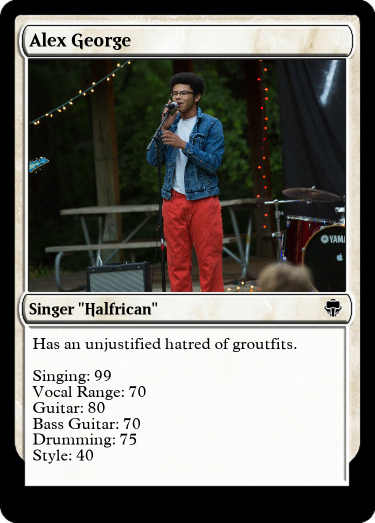 Alex George
YAMA
Singer "Halfrican"
Has an unjustified hatred of groutfits.
Singing: 99
Vocal Range: 70
Guitar: 80
Bass Guitar: 70
Drumming: 75
Style: 40